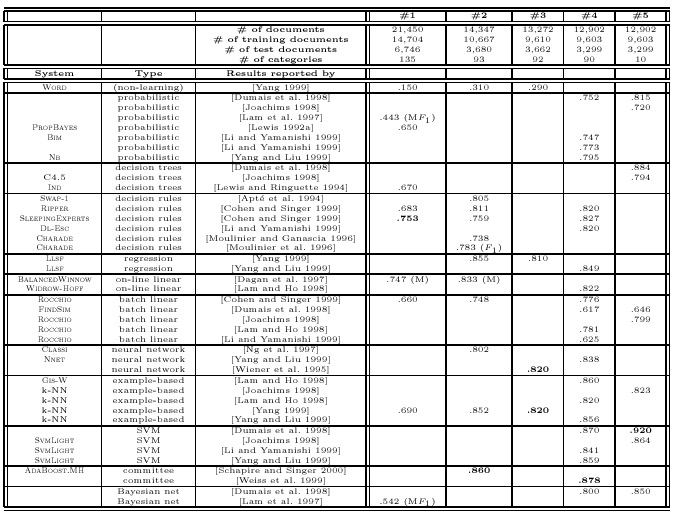 #1 #2 #3 #4 #5
# of documents 21,450 14,347 13,272 12,902 12,902
# of training documents 14,704 10,667 9,610 9,603 9,603
# of test documents 6,746 3,680 3,662 3,299 3,299
# of categories 135 93 92 90 10
System Type Results reported by
WORD (non-learning) [Yang 1999] .150 .310 .290
probabilistic [Dumais et al. 1998] .752 .815
probabilistic [Joachims 1998] .720
probabilistic [Lam et al. 1997] .443 (MF1)
PROPBAYES probabilistic [Lewis 1992a] .650
BIM probabilistic [Li and Yamanishi 1999] .747
probabilistic [Li and Yamanishi 1999] .773
NB probabilistic [Yang and Liu 1999] .795
decision trees [Dumais et al. 1998] .884
C4.5 decision trees [Joachims 1998] .794
IND decision trees [Lewis and Ringuette 1994] .670
SWAP-1 decision rules [Apté et al. 1994] .805
RIPPER decision rules [Cohen and Singer 1999] .683 .811 .820
SLEEPINGEXPERTS decision rules [Cohen and Singer 1999] .753 .759 .827
DL-ESC decision rules [Li and Yamanishi 1999] .820
CHARADE decision rules [Moulinier and Ganascia 1996] .738
CHARADE decision rules [Moulinier et al. 1996] .783 (F1)
LLSF regression [Yang 1999] .855 .810
LLSF regression [Yang and Liu 1999] .849
BALANCEDWINNOW on-line linear [Dagan et al. 1997] .747 (M) .833 (M)
WIDROW-HOFF on-line linear [Lam and Ho 1998] .822
ROCCHIO batch linear [Cohen and Singer 1999] .660 .748 .776
FINDSIM batch linear [Dumais et al. 1998] .617 .646
ROCCHIO batch linear [Joachims 1998] .799
ROCCHIO batch linear [Lam and Ho 1998] .781
ROCCHIO batch linear [Li and Yamanishi 1999] .625
CLASSI neural network [Ng et al. 1997] .802
NNET neural network [Yang and Liu 1999] .838
neural network [Wiener et al. 1995] .820
GIS-W example-based [Lam and Ho 1998] .860
k-NN example-based [Joachims 1998] .823
k-NN example-based [Lam and Ho 1998] .820
k-NN example-based [Yang 1999] .690 .852 .820
k-NN example-based [Yang and Liu 1999] .856
SVM [Dumais et al. 1998] .870 .920
SVMLIGHT SVM [Joachims 1998] .864
SVMLIGHT SVM [Li and Yamanishi 1999] .841
SVMLIGHT SVM [Yang and Liu 1999] .859
ADABOOST.MH committee [Schapire and Singer 2000] .860
committee [Weiss et al. 1999] .878
Bayesian net [Dumais et al. 1998] .800 .850
Bayesian net [Lam et al. 1997] .542 (MF1)